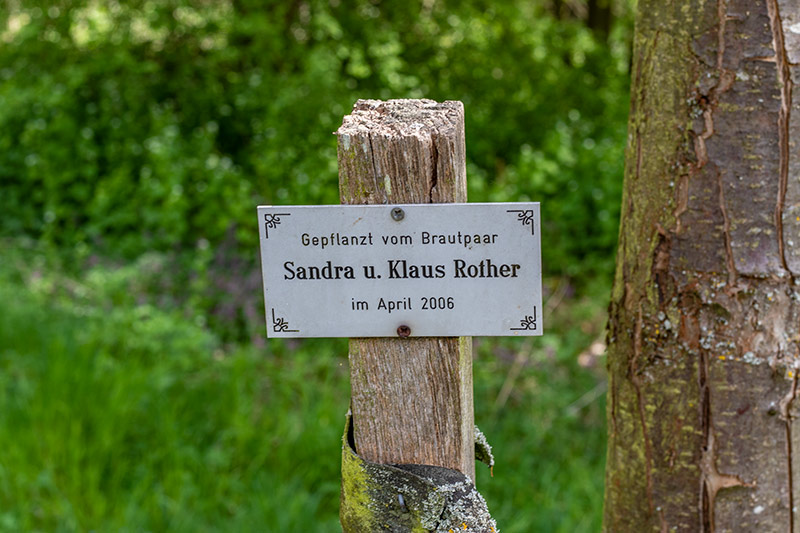 Gepflanzt vom Brautpaar
Sandra u. Klaus Rother
im April 2006